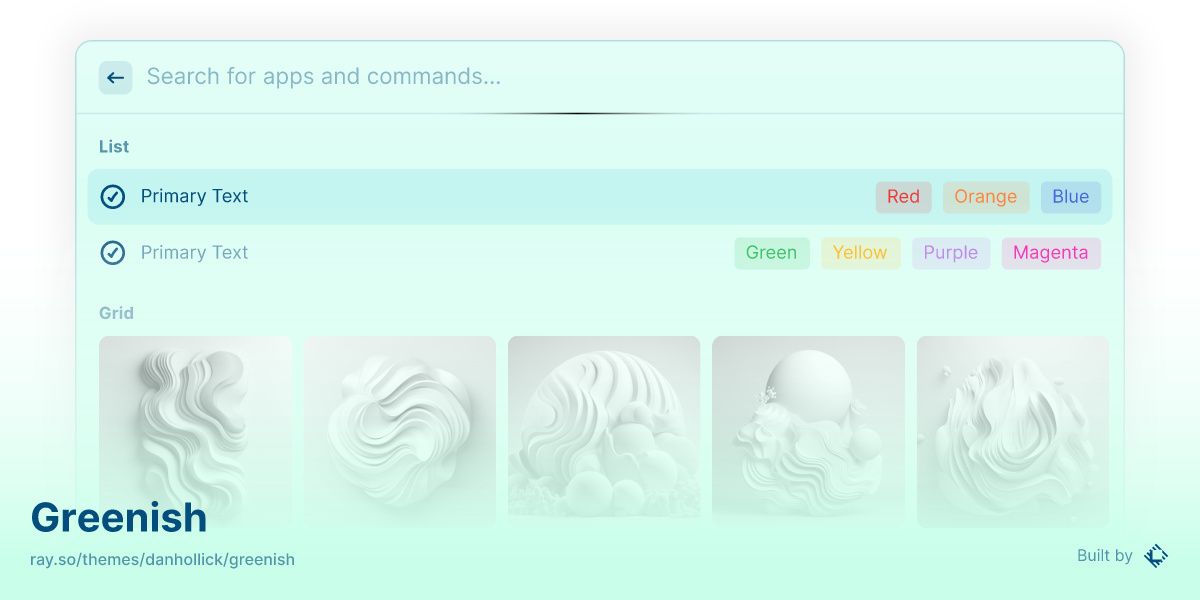 Search for apps and commands...
List
Primary Text Red Orange Blue
Primary Text Green Yellow Purple Magenta
Grid
Greenish
ray.so/themes/danhollick/greenish
Built by